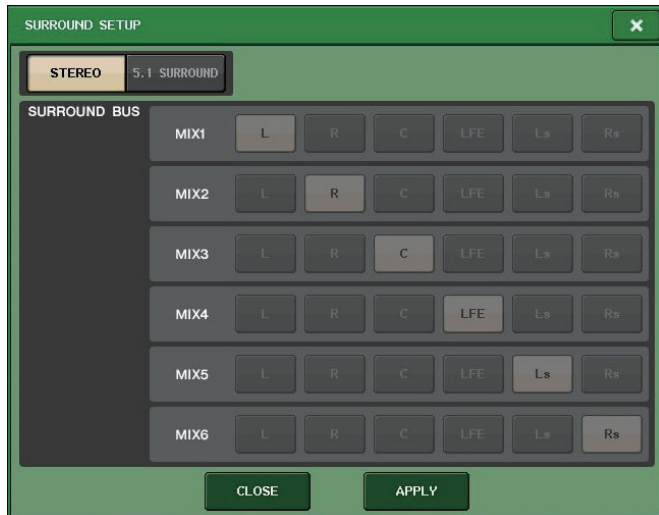 SURROUND SETUP
STEREO 5.1 SURROUND
SURROUND BUS
MIX1 L R C LFE Ls Rs
MIX2 L R C LFE Ls Rs
MIX3 L R C LFE Ls Rs
MIX4 L R C LFE Ls Rs
MIX5 L R C LFE Ls Rs
MIX6 L R C LFE Ls Rs
CLOSE APPLY